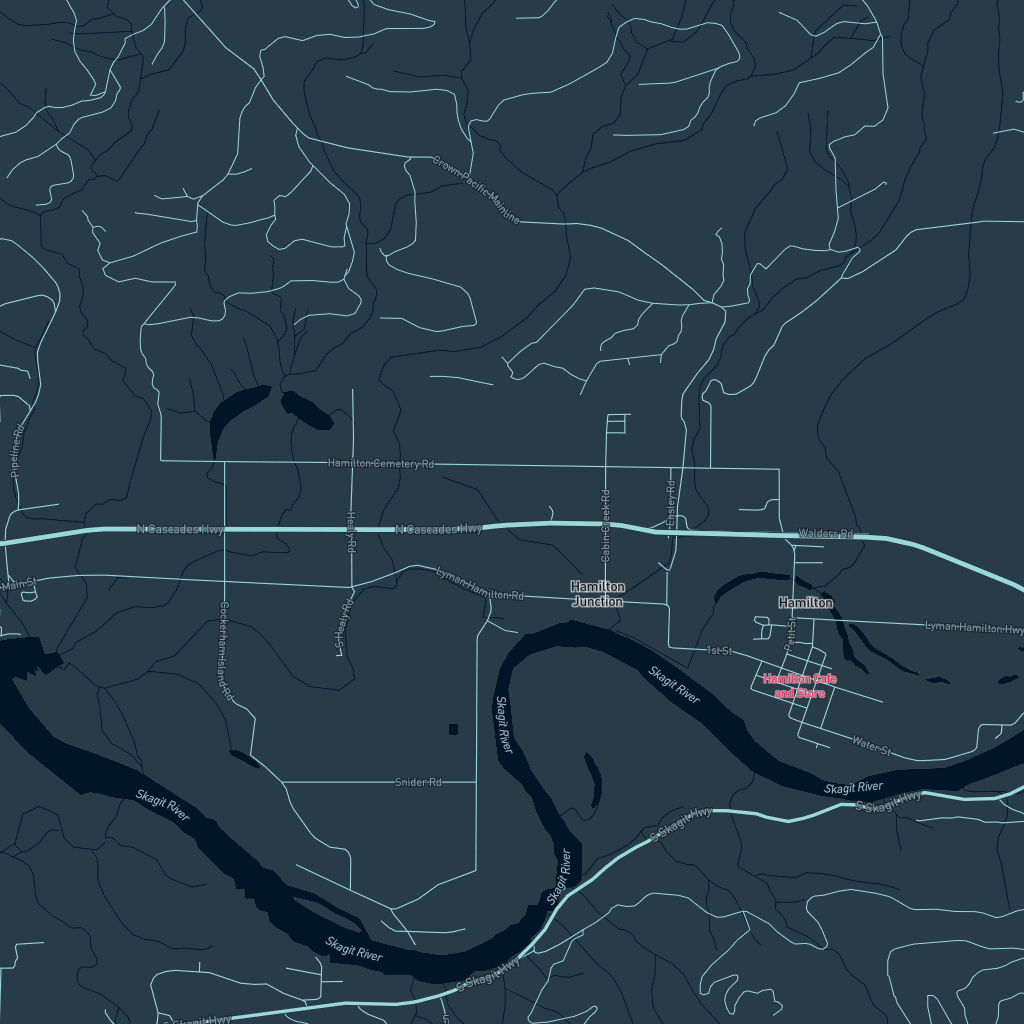 Crown Pacific Mainline
Pipeline Rd
Hamilton Cemetery Rd
Ensley Rd
Cabin Creek Rd
N Cascades Hwy
N Cascades Hwy
Healy Rd
Walders Rd
Main St
Lyman Hamilton Rd
Hamilton
Junction
Hamilton
S Healy Rd
Cockerham Island Rd
Petit St
Lyman Hamilton Hwy
1st St
Skagit River
Hamilton Cafe
and Store
Skagit River
Water St
Snider Rd
Skagit River
Skagit River
S Skagit Hwy
S Skagit Hwy
Skagit River
Skagit River
S Skagit Hwy
S Skagit Hwy